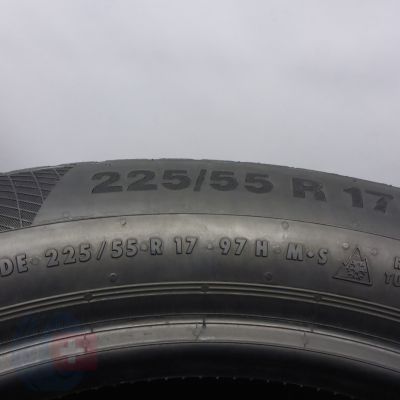 225/55 R 17
DE · 225/55 · R 17 · 97 H · M · S